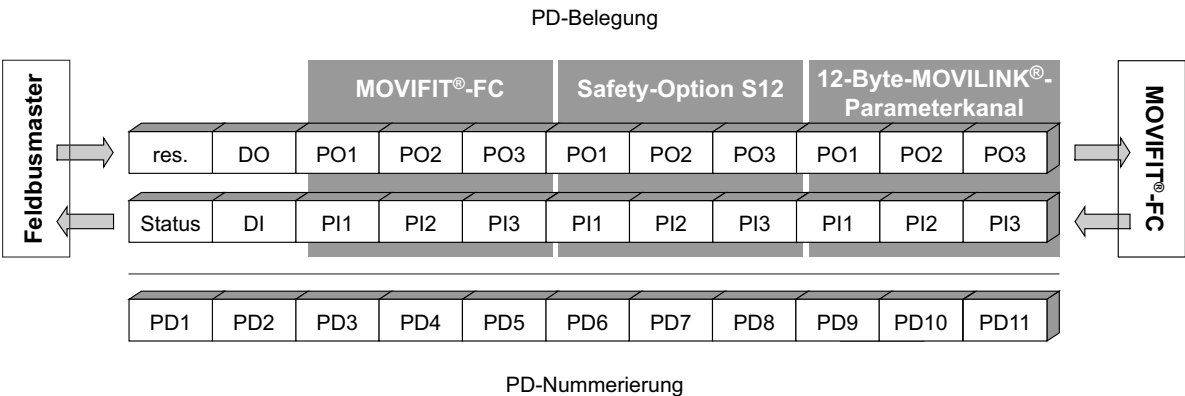 PD-Belegung
Feldbusmaster
MOVIFIT®-FC
Safety-Option S12
12-Byte-MOVILINK®-
Parameterkanal
MOVIFIT®-FC
res. DO PO1 PO2 PO3 PO1 PO2 PO3 PO1 PO2 PO3
Status DI PI1 PI2 PI3 PI1 PI2 PI3 PI1 PI2 PI3
PD1 PD2 PD3 PD4 PD5 PD6 PD7 PD8 PD9 PD10 PD11
PD-Nummerierung